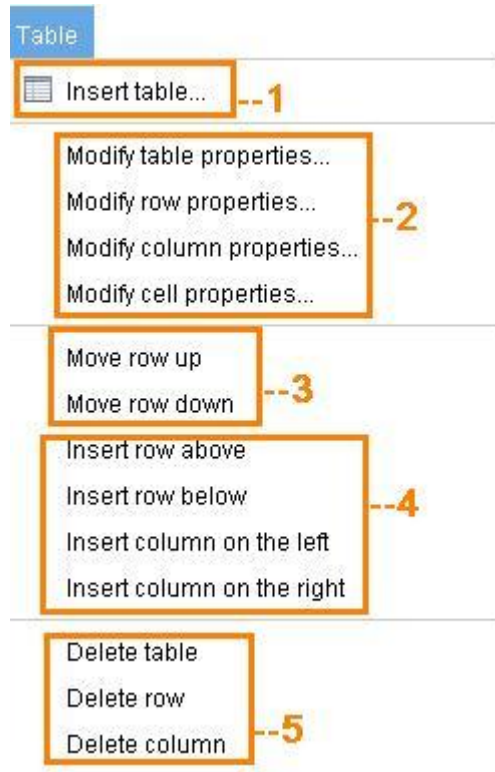 Table
Insert table... --1
Modify table properties...
Modify row properties...
--2
Modify column properties...
Modify cell properties...
Move row up
--3
Move row down
Insert row above
Insert row below
--4
Insert column on the left
Insert column on the right
Delete table
Delete row
--5
Delete column